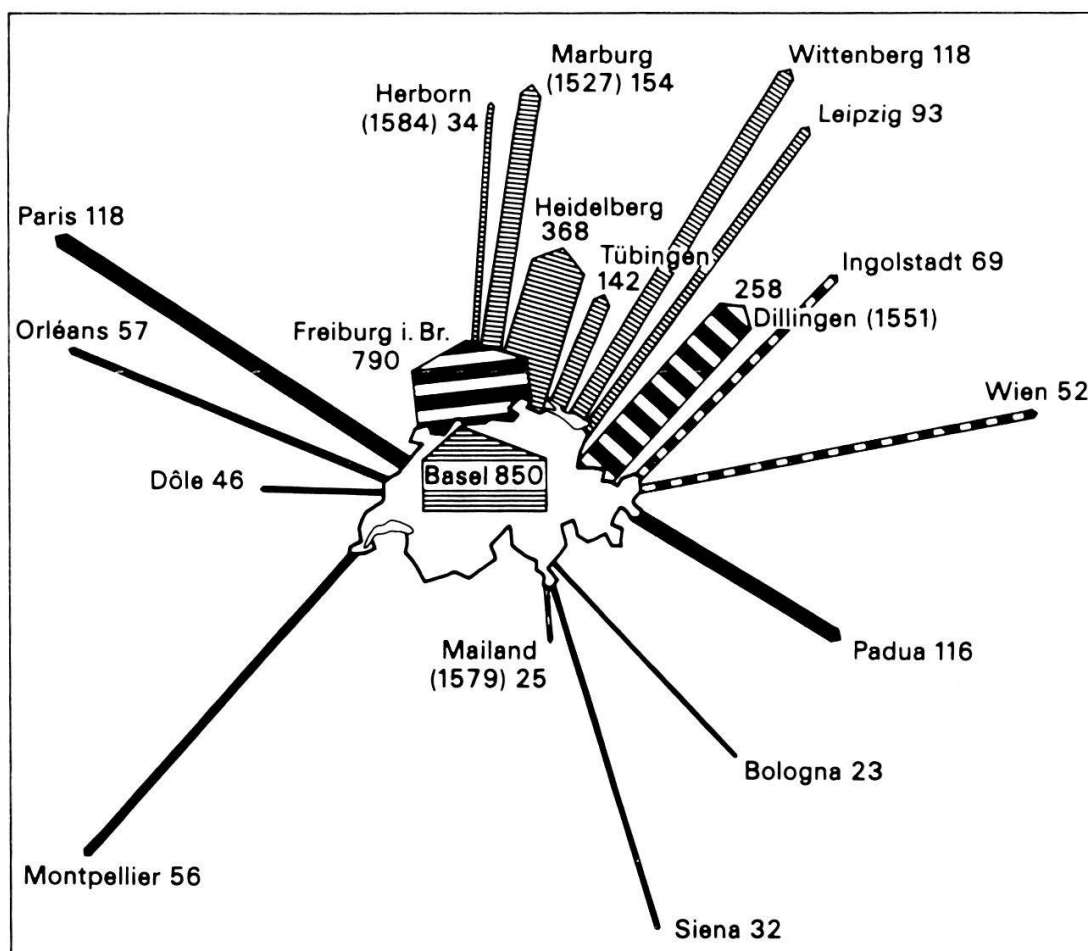 Marburg
(1527) 154
Wittenberg 118
Herborn
(1584) 34
Leipzig 93
Paris 118
Heidelberg
368
Tübingen
142
Ingolstadt 69
258
Dillingen (1551)
Orléans 57
Freiburg i. Br.
790
Wien 52
Dôle 46
Basel 850
Mailand
(1579) 25
Padua 116
Bologna 23
Montpellier 56
Siena 32